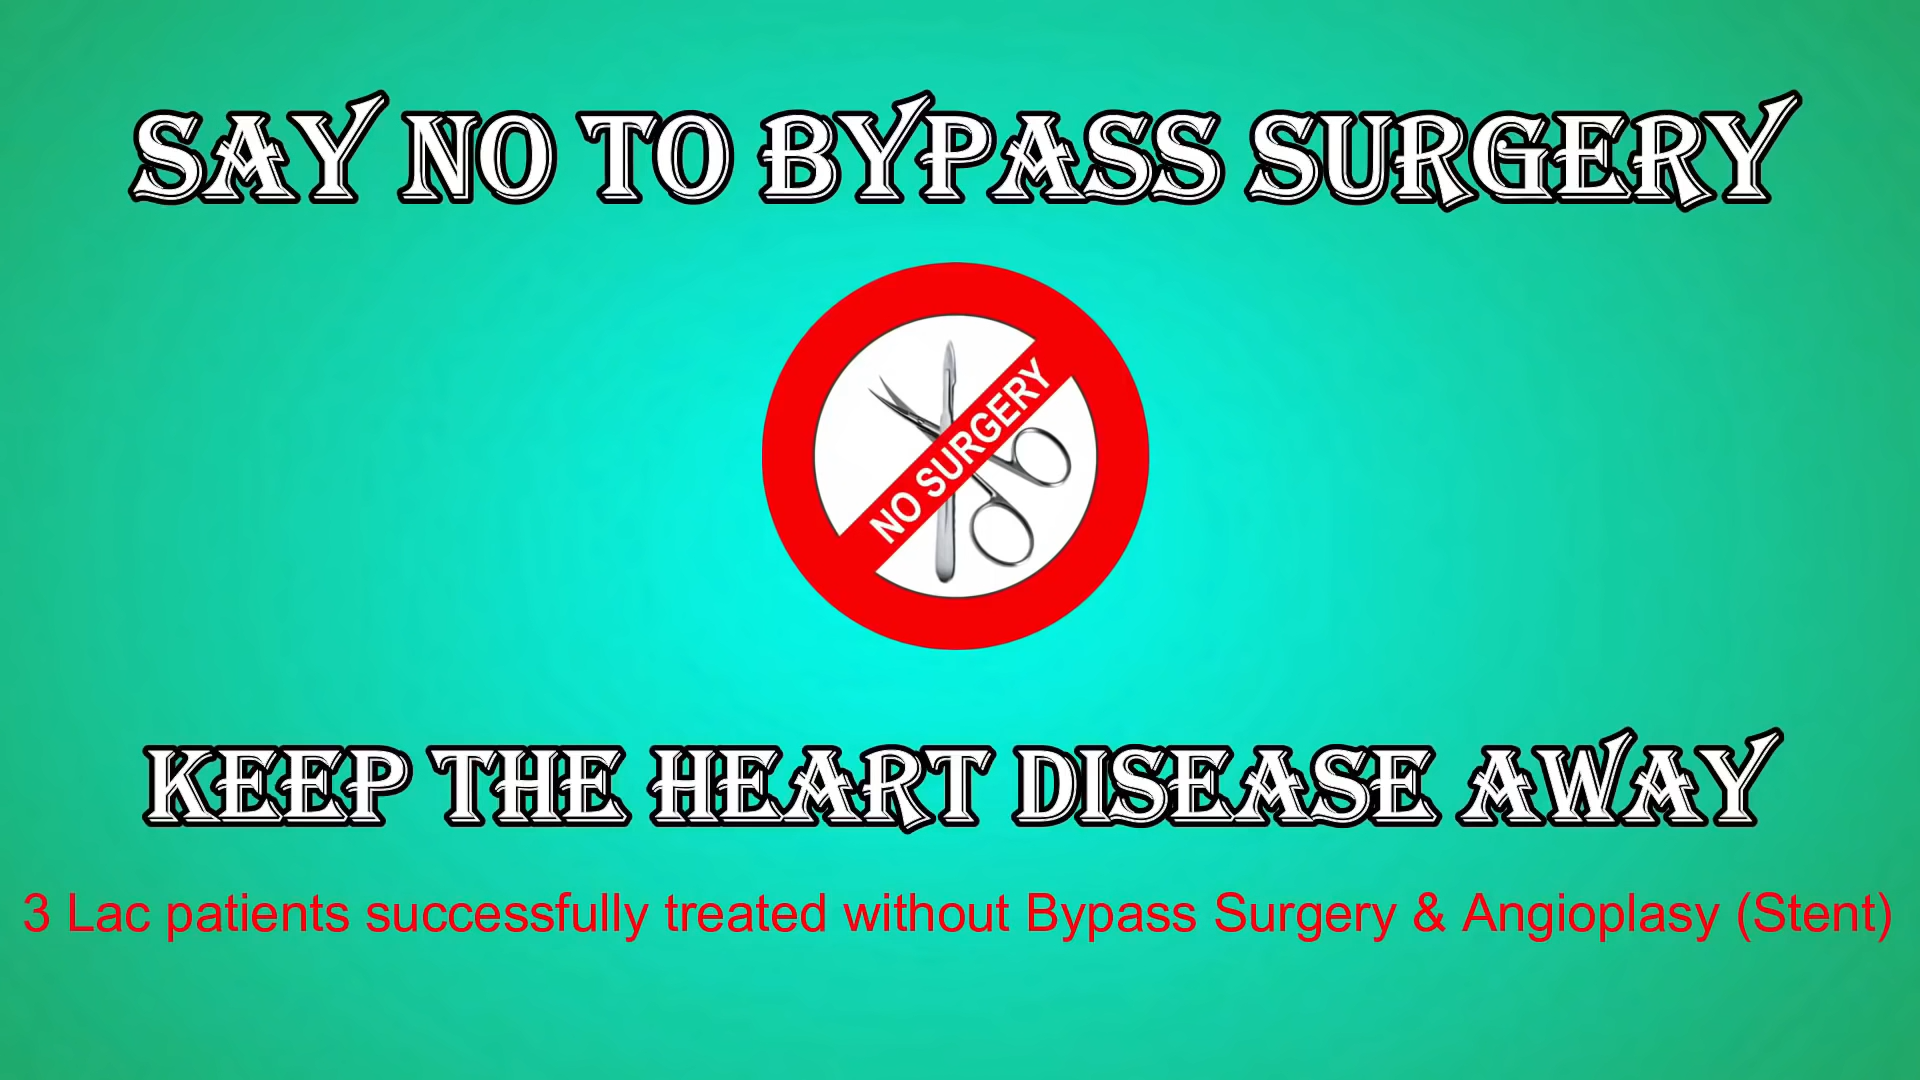 SAY NO TO BYPASS SURGERY
NO SURGERY
KEEP THE HEART DISEASE AWAY
3 Lac patients successfully treated without Bypass Surgery & Angioplasy (Stent)